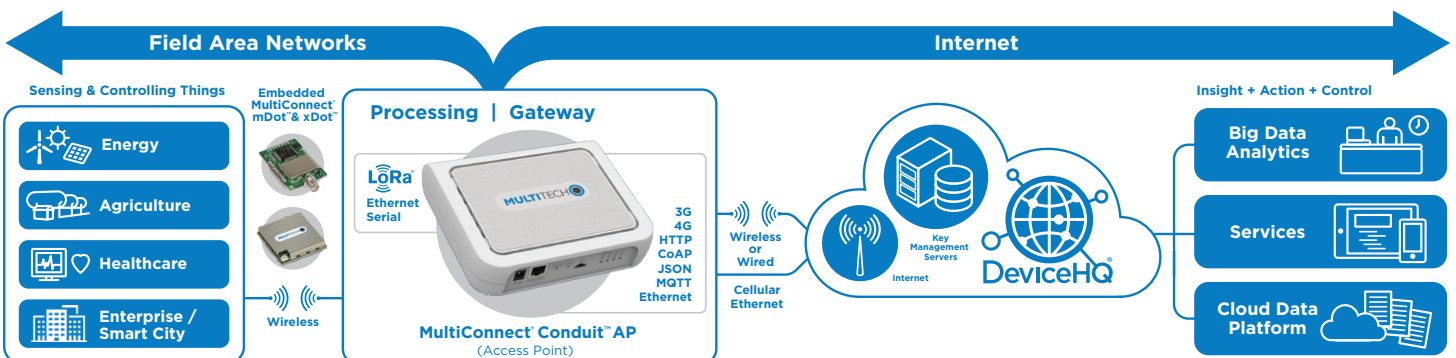 Field Area Networks
Internet
Sensing & Controlling Things
Energy
Agriculture
Healthcare
Enterprise /
Smart City
Embedded
MultiConnect®
mDot™ & xDot™
Wireless
Processing | Gateway
LoRa®
Ethernet
Serial
MULTITECH
3G
4G
HTTP
CoAP
JSON
MQTT
Ethernet
MultiConnect® Conduit™ AP
(Access Point)
Wireless
or
Wired
Cellular
Ethernet
Internet
Key
Management
Servers
DeviceHQ®
Insight + Action + Control
Big Data
Analytics
Services
Cloud Data
Platform